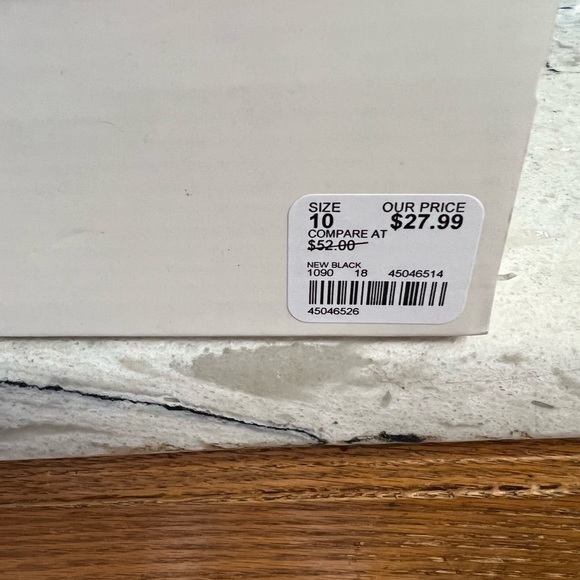 SIZE OUR PRICE
10 $27.99
COMPARE AT
$52.00
NEW BLACK
1090 18 45046514
45046526